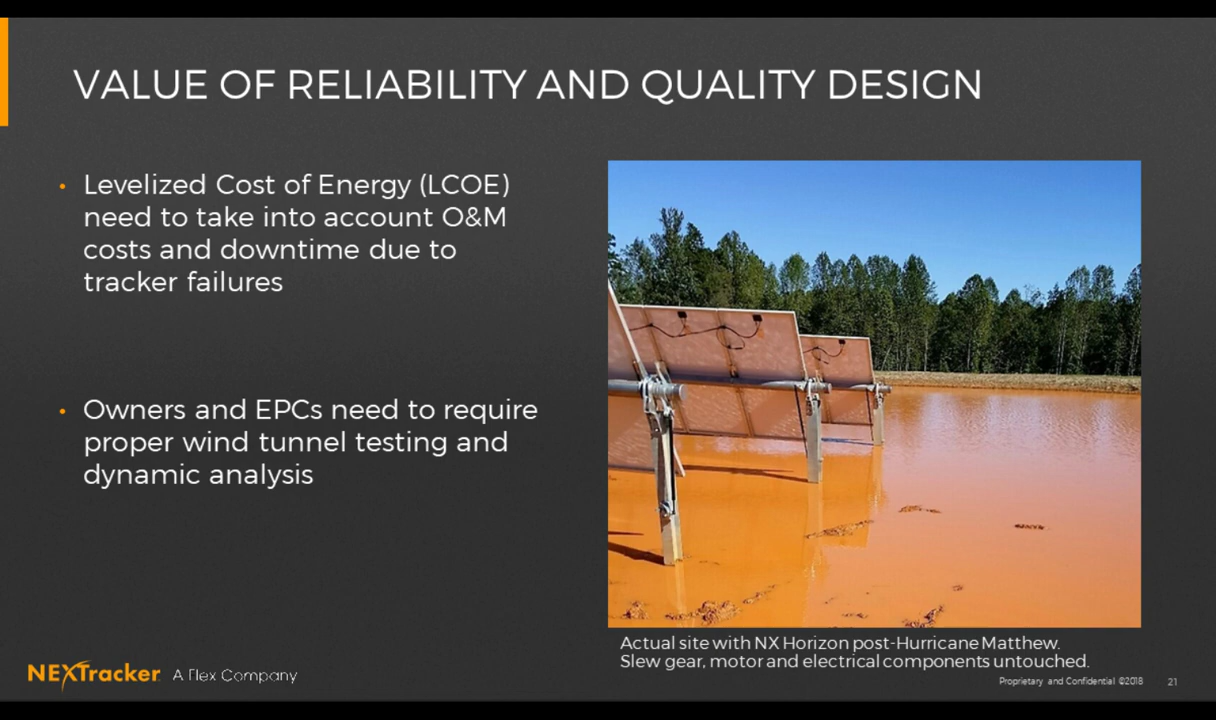 VALUE OF RELIABILITY AND QUALITY DESIGN
• Levelized Cost of Energy (LCOE)
need to take into account O&M
costs and downtime due to
tracker failures
• Owners and EPCs need to require
proper wind tunnel testing and
dynamic analysis
Actual site with NX Horizon post-Hurricane Matthew.
Slew gear, motor and electrical components untouched.
NEXTracker A Flex Company
Proprietary and Confidential ©2018 21